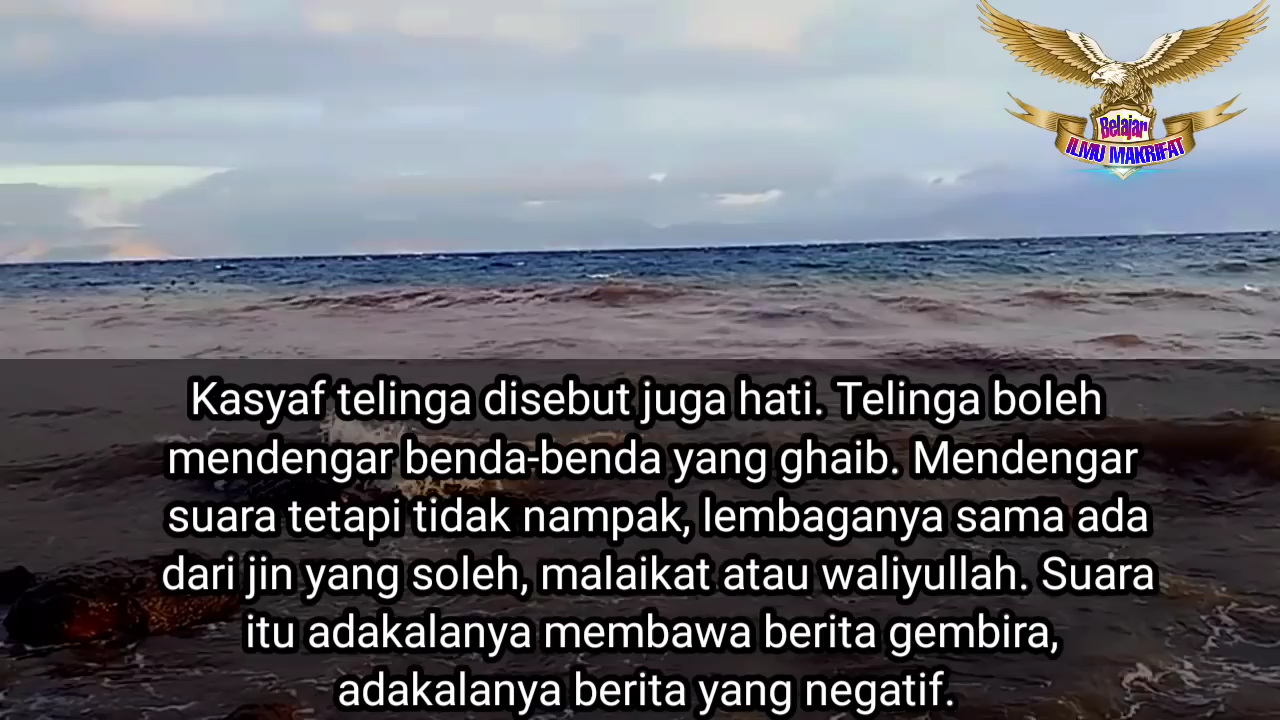 Belajar
ILMU MAKRIFAT
Kasyaf telinga disebut juga hati. Telinga boleh
mendengar benda-benda yang ghaib. Mendengar
suara tetapi tidak nampak, lembaganya sama ada
dari jin yang soleh, malaikat atau waliyullah. Suara
itu adakalanya membawa berita gembira,
adakalanya berita yang negatif.